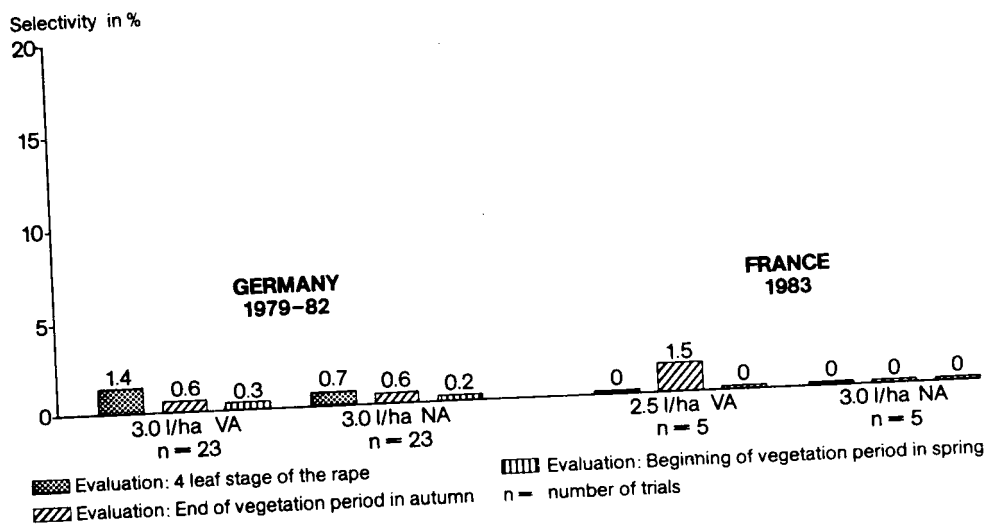 Selectivity in %
20
15
10
5
0
GERMANY
1979-82
FRANCE
1983
1.4
0.6
0.3
0.7
0.6
0.2
0
1.5
0
0
0
0
3.0 l/ha VA
n = 23
3.0 l/ha NA
n = 23
2.5 l/ha VA
n = 5
3.0 l/ha NA
n = 5
Evaluation: 4 leaf stage of the rape
Evaluation: End of vegetation period in autumn
Evaluation: Beginning of vegetation period in spring
n = number of trials